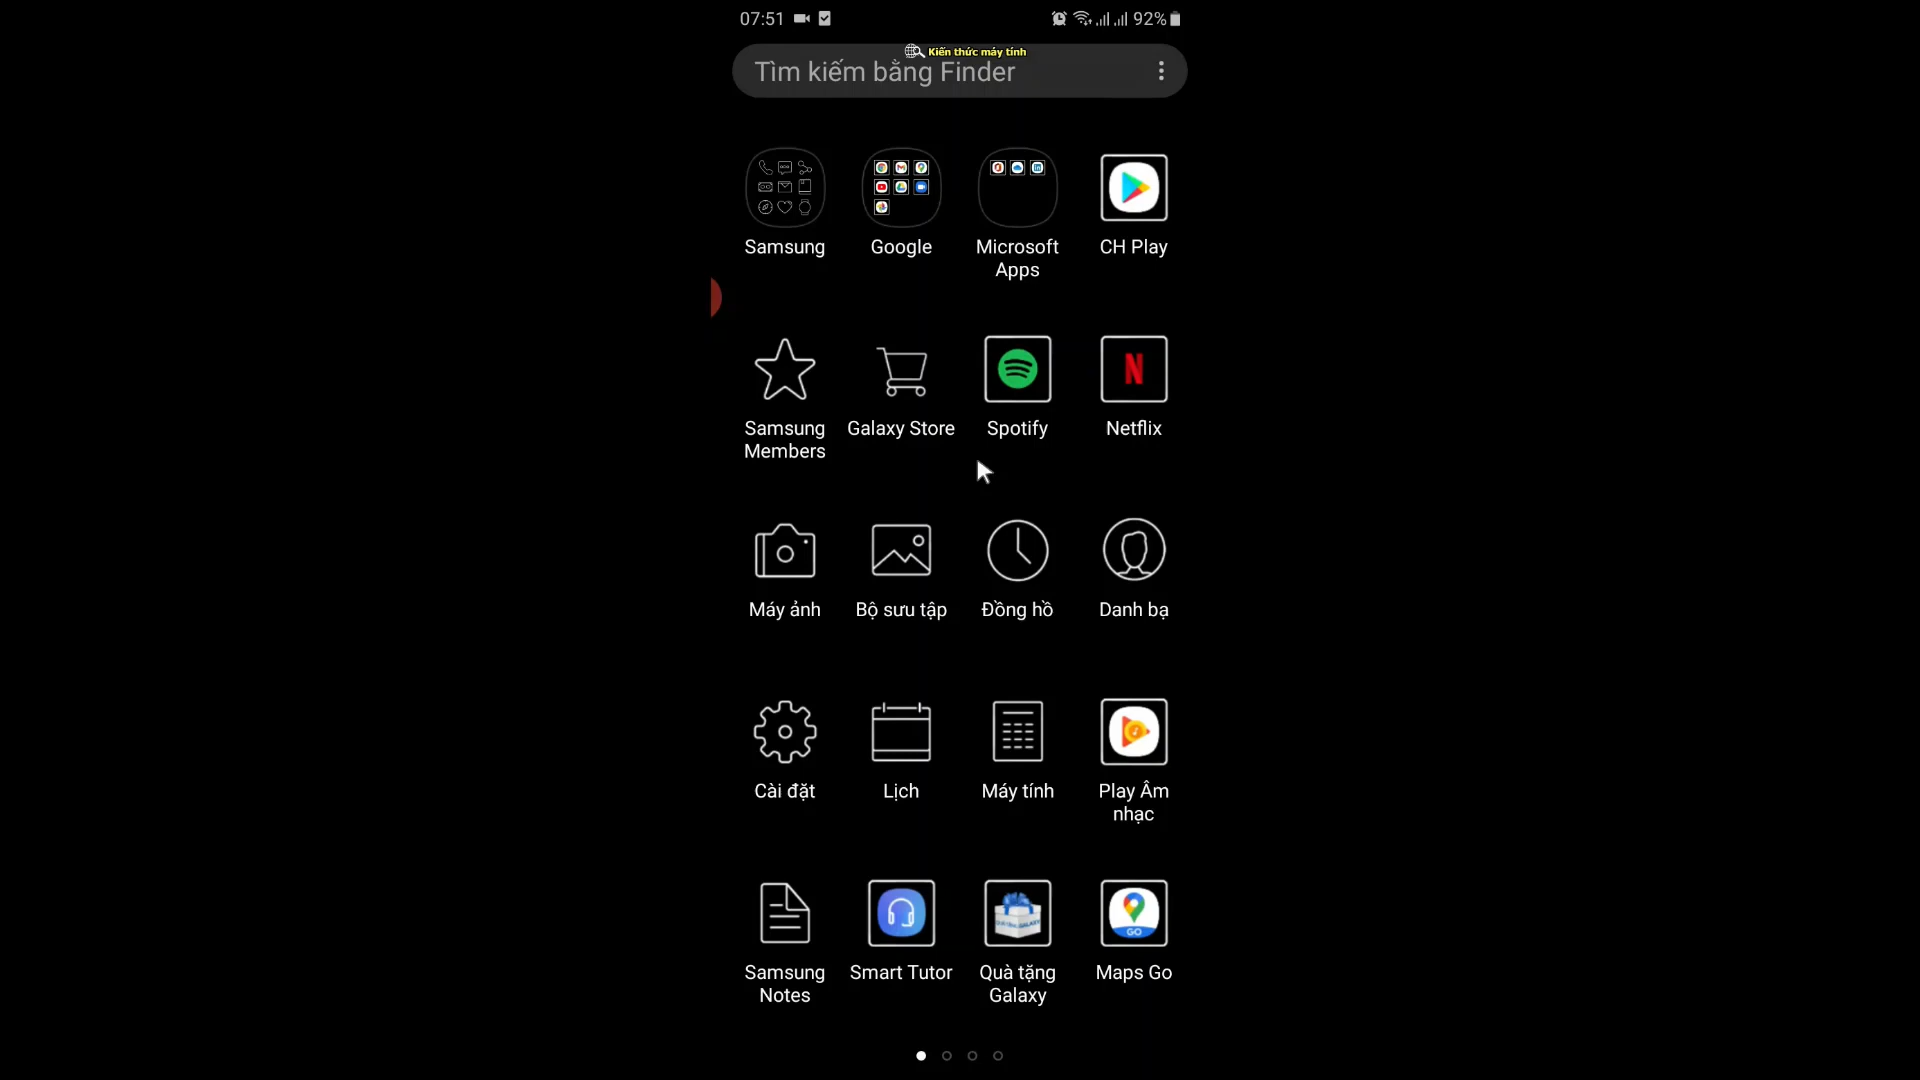 07:51
92%
Kiến thức máy tính
Tìm kiếm bằng Finder
Samsung
Google
Microsoft
Apps
CH Play
Samsung
Members
Galaxy Store
Spotify
Netflix
Máy ảnh
Bộ sưu tập
Đồng hồ
Danh bạ
Cài đặt
Lịch
Máy tính
Play Âm
nhạc
Samsung
Notes
Smart Tutor
Quà tặng
Galaxy
Maps Go
GO